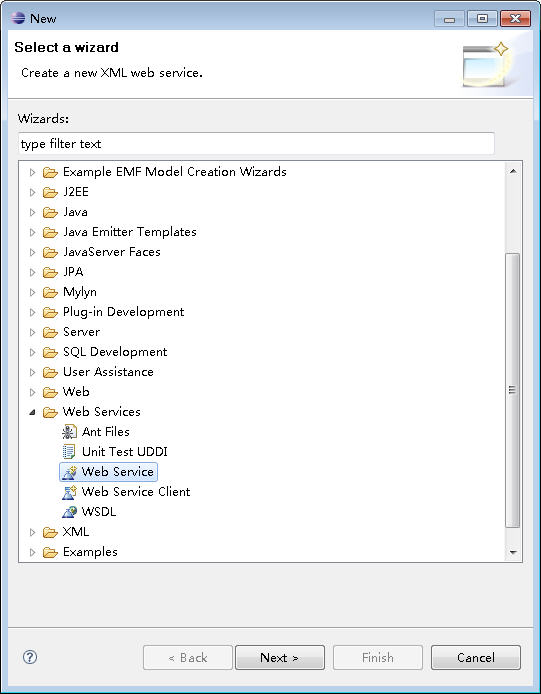 New
Select a wizard
Create a new XML web service.
Wizards:
type filter text
Example EMF Model Creation Wizards
J2EE
Java
Java Emitter Templates
JavaServer Faces
JPA
Mylyn
Plug-in Development
Server
SQL Development
User Assistance
Web
Web Services
Ant Files
Unit Test UDDI
Web Service
Web Service Client
WSDL
XML
Examples
? < Back Next > Finish Cancel